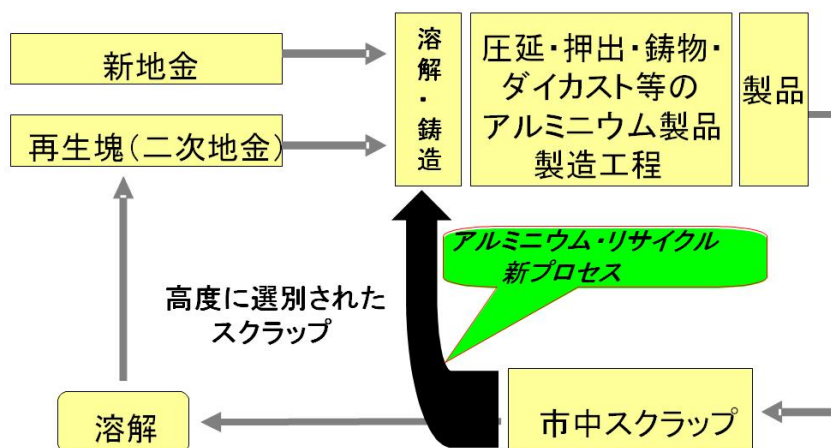 新地金
再生塊(二次地金)
溶解・鋳造
圧延・押出・鋳物・
ダイカスト等の
アルミニウム製品
製造工程
製品
アルミニウム・リサイクル
新プロセス
高度に選別された
スクラップ
溶解
市中スクラップ